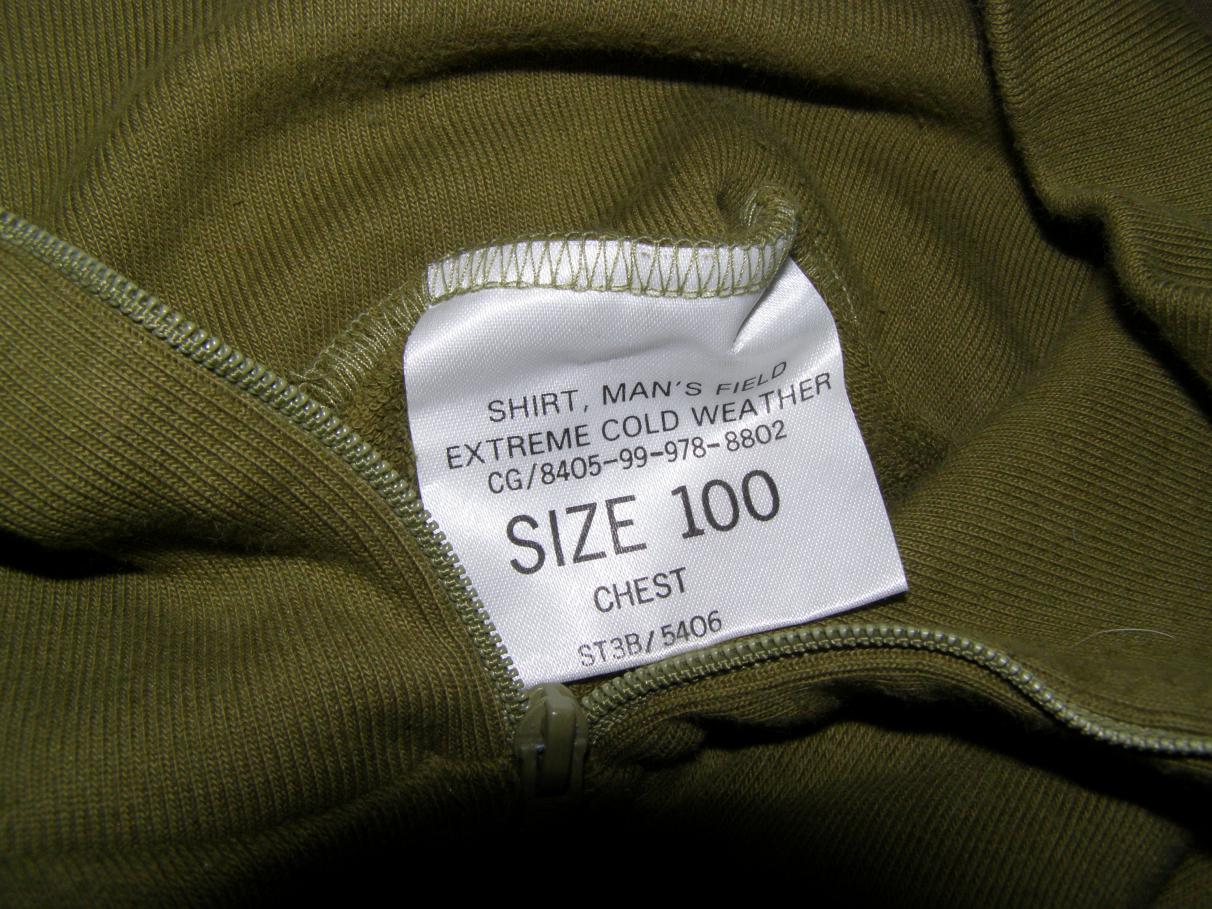 SHIRT, MAN'S FIELD
EXTREME COLD WEATHER
CG/8405-99-978-8802
SIZE 100
CHEST
ST3B/5406